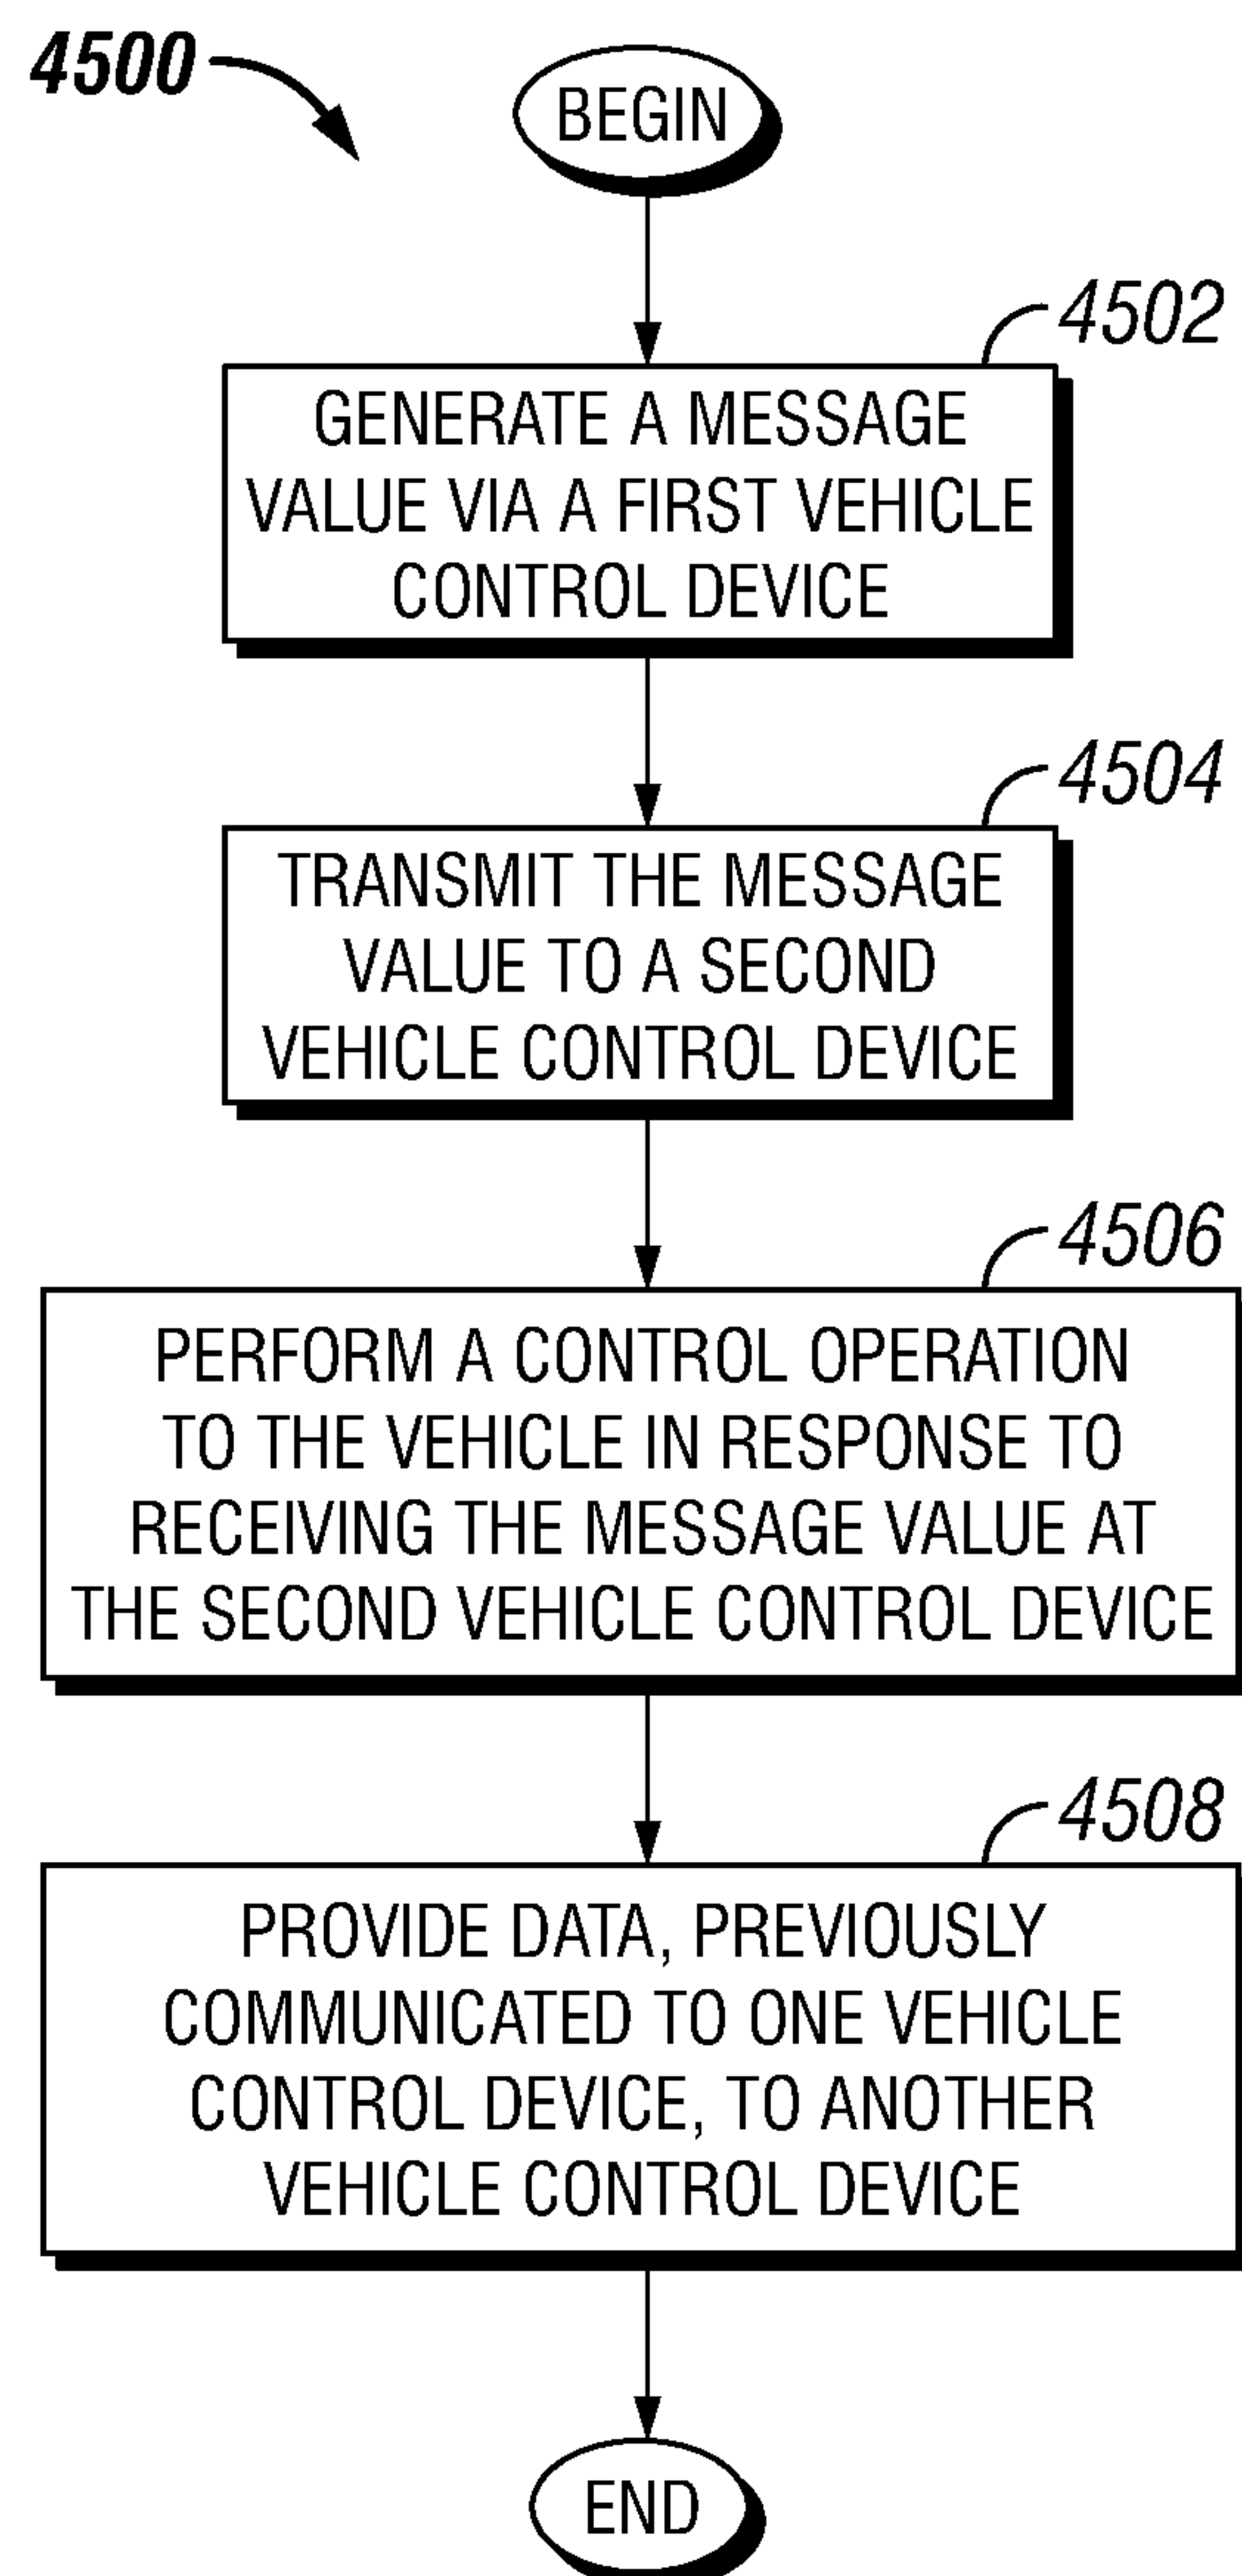 4500
BEGIN
4502
GENERATE A MESSAGE
VALUE VIA A FIRST VEHICLE
CONTROL DEVICE
4504
TRANSMIT THE MESSAGE
VALUE TO A SECOND
VEHICLE CONTROL DEVICE
4506
PERFORM A CONTROL OPERATION
TO THE VEHICLE IN RESPONSE TO
RECEIVING THE MESSAGE VALUE AT
THE SECOND VEHICLE CONTROL DEVICE
4508
PROVIDE DATA, PREVIOUSLY
COMMUNICATED TO ONE VEHICLE
CONTROL DEVICE, TO ANOTHER
VEHICLE CONTROL DEVICE
END